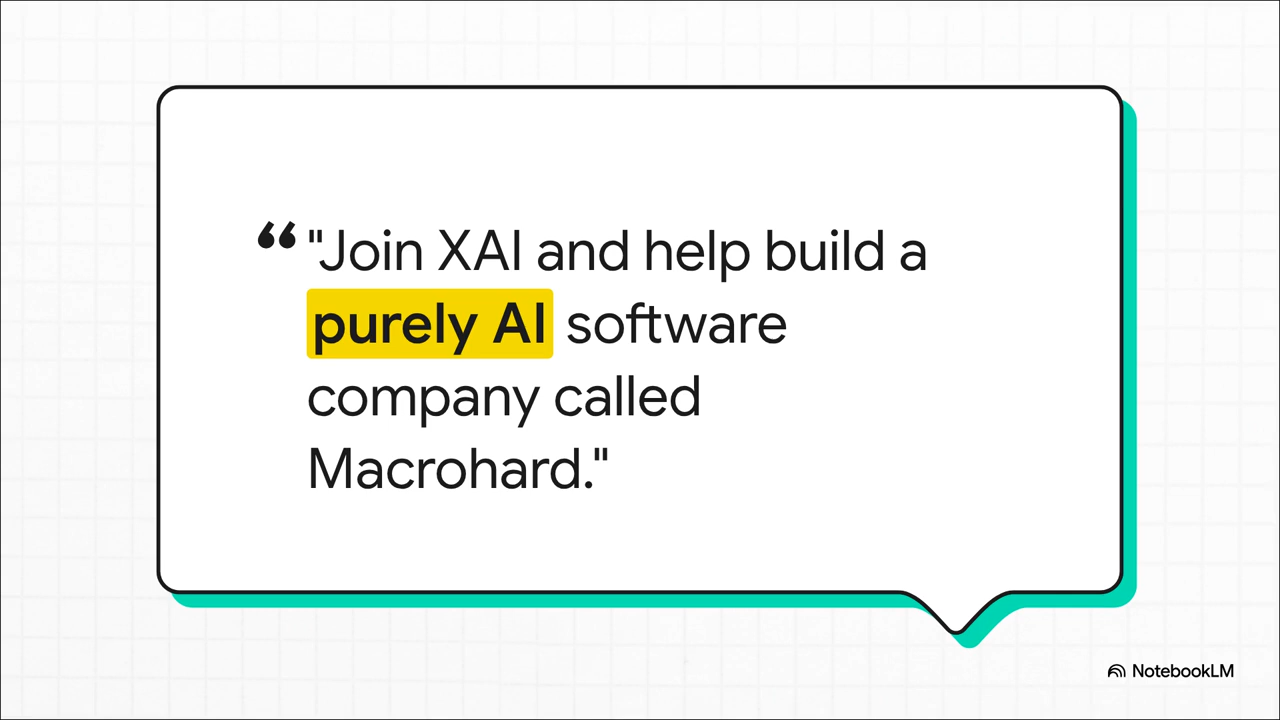 “ "Join XAI and help build a
purely AI software
company called
Macrohard."
NotebookLM